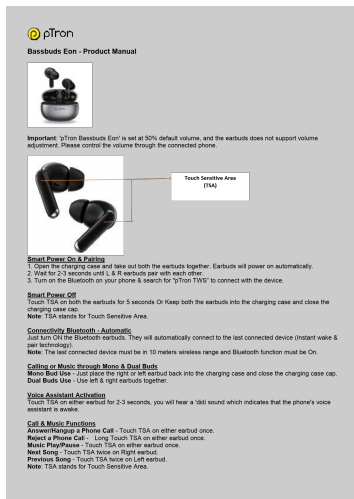 pTron
Bassbuds Eon - Product Manual
Important: 'pTron Bassbuds Eon' is set at 50% default volume, and the earbuds does not support volume
adjustment. Please control the volume through the connected phone.
Touch Sensitive Area
(TSA)
Smart Power On & Pairing
1. Open the charging case and take out both the earbuds together. Earbuds will power on automatically.
2. Wait for 2-3 seconds until L & R earbuds pair with each other.
3. Turn on the Bluetooth on your phone & search for "pTron TWS" to connect with the device.
Smart Power Off
Touch TSA on both the earbuds for 5 seconds Or Keep both the earbuds into the charging case and close the
charging case cap.
Note: TSA stands for Touch Sensitive Area.
Connectivity Bluetooth - Automatic
Just turn ON the Bluetooth earbuds. They will automatically connect to the last connected device (Instant wake &
pair technology).
Note: The last connected device must be in 10 meters wireless range and Bluetooth function must be On.
Calling or Music through Mono & Dual Buds
Mono Bud Use - Just place the right or left earbud back into the charging case and close the charging case cap.
Dual Buds Use - Use left & right earbuds together.
Voice Assistant Activation
Touch TSA on either earbud for 2-3 seconds, you will hear a 'didi sound which indicates that the phone's voice
assistant is awake.
Call & Music Functions
Answer/Hangup a Phone Call - Touch TSA on either earbud once.
Reject a Phone Call - Long Touch TSA on either earbud once.
Music Play/Pause - Touch TSA on either earbud once.
Next Song - Touch TSA twice on Right earbud.
Previous Song - Touch TSA twice on Left earbud.
Note: TSA stands for Touch Sensitive Area.